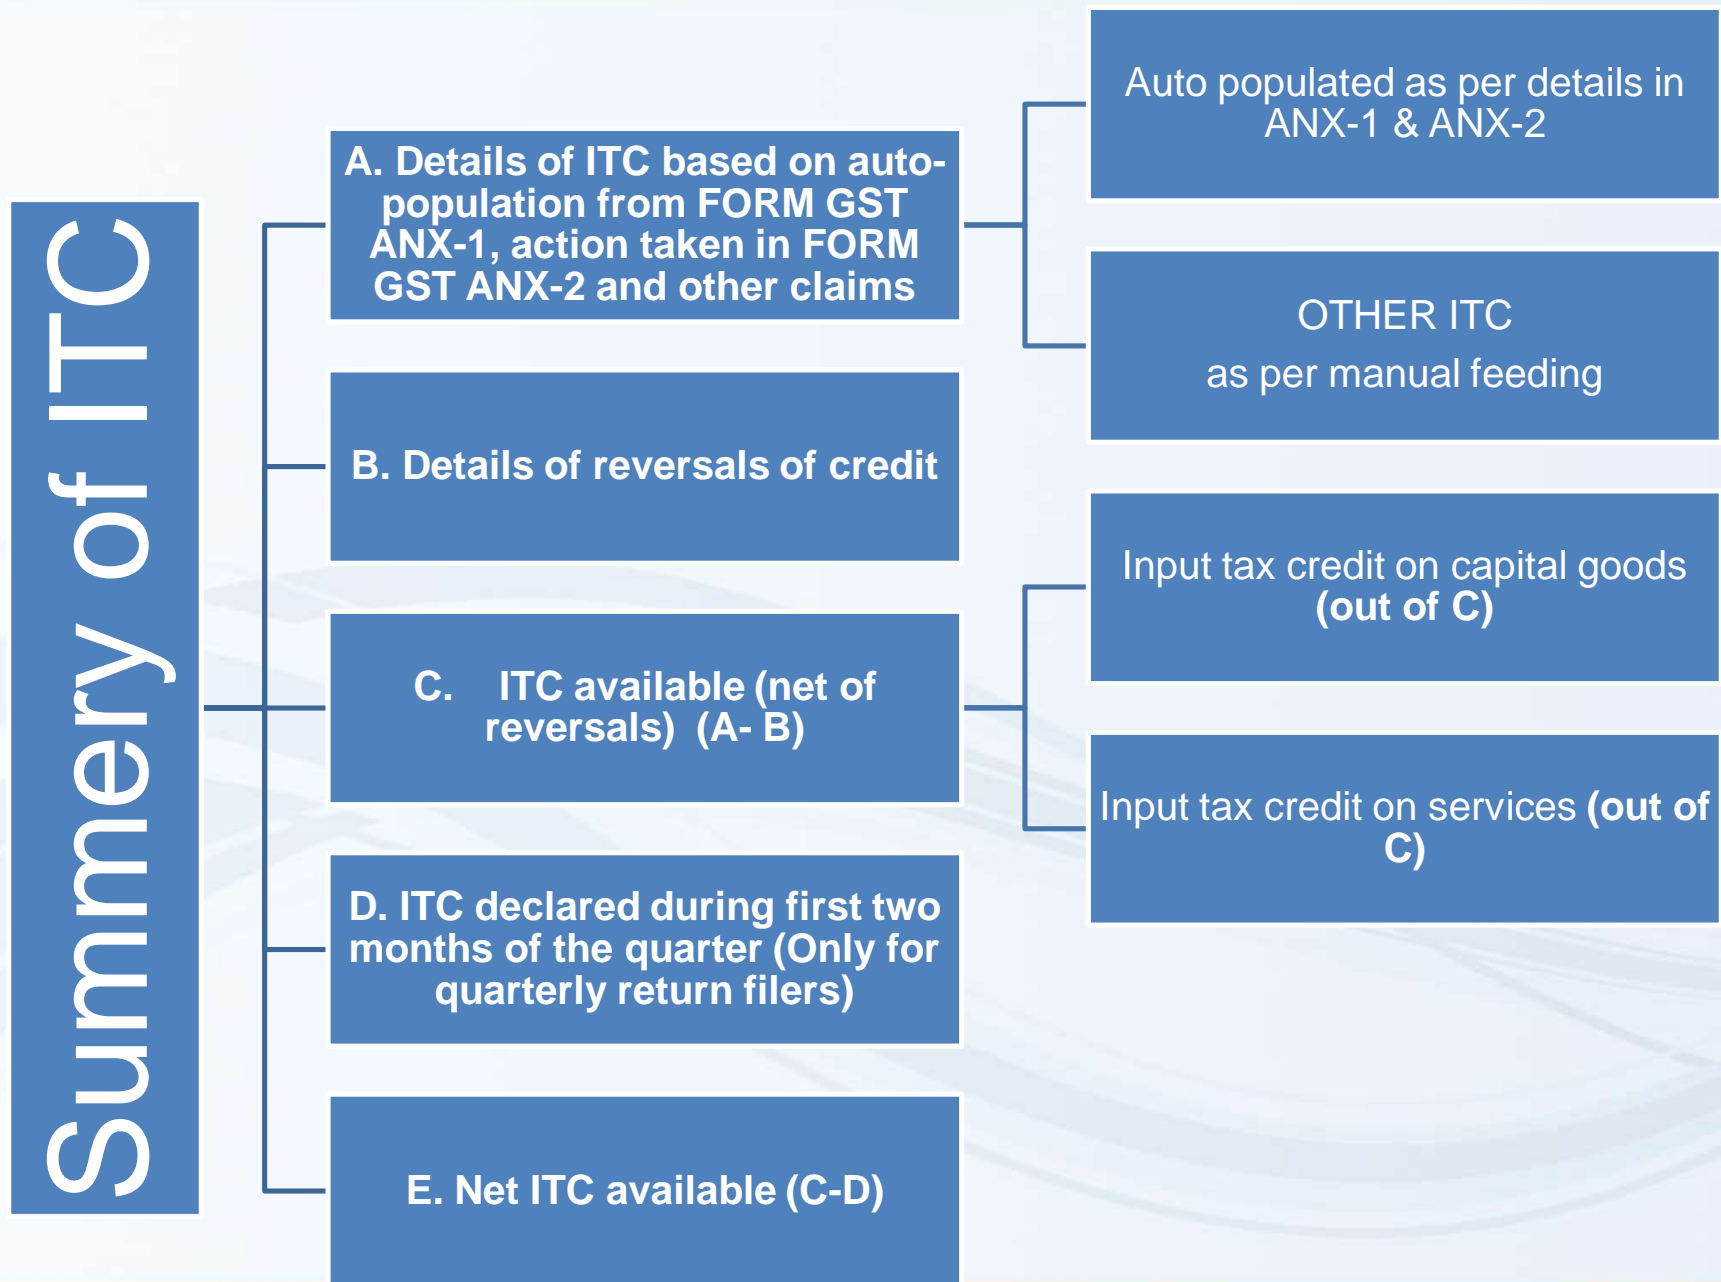 Summery of ITC
A. Details of ITC based on auto-
population from FORM GST
ANX-1, action taken in FORM
GST ANX-2 and other claims
Auto populated as per details in
ANX-1 & ANX-2
OTHER ITC
as per manual feeding
B. Details of reversals of credit
C. ITC available (net of
reversals) (A- B)
Input tax credit on capital goods
(out of C)
Input tax credit on services (out of
C)
D. ITC declared during first two
months of the quarter (Only for
quarterly return filers)
E. Net ITC available (C-D)